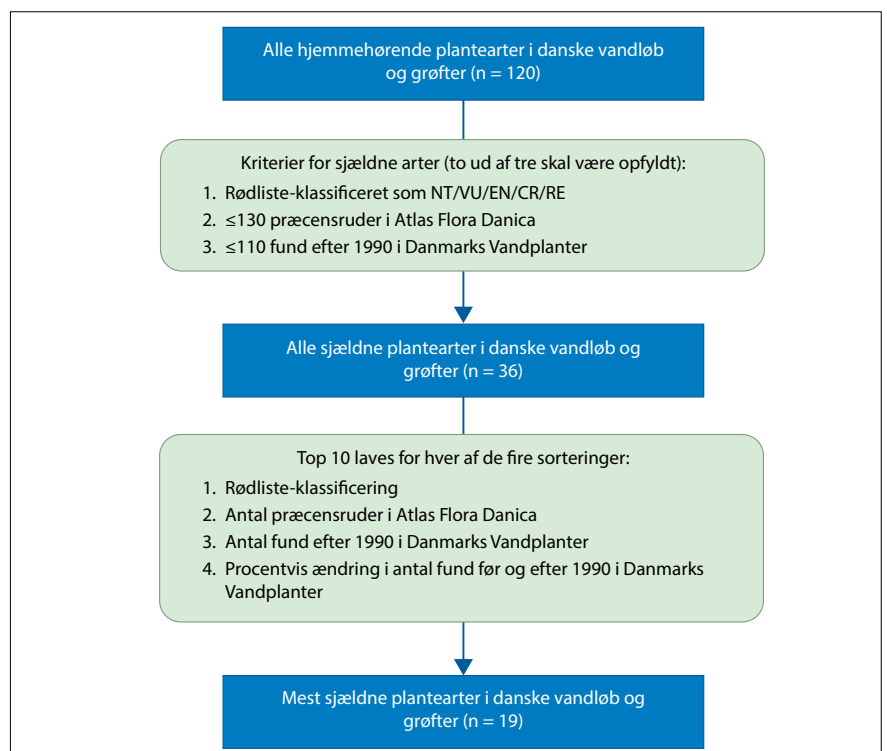 Alle hjemmehørende plantearter i danske vandløb
og grøfter (n = 120)
Kriterier for sjældne arter (to ud af tre skal være opfyldt):
1. Rødliste-klassificeret som NT/VU/EN/CR/RE
2. ≤130 præcensruder i Atlas Flora Danica
3. ≤110 fund efter 1990 i Danmarks Vandplanter
Alle sjældne plantearter i danske vandløb og
grøfter (n = 36)
Top 10 laves for hver af de fire sorteringer:
1. Rødliste-klassificering
2. Antal præcensruder i Atlas Flora Danica
3. Antal fund efter 1990 i Danmarks Vandplanter
4. Procentvis ændring i antal fund før og efter 1990 i Danmarks
Vandplanter
Mest sjældne plantearter i danske vandløb og
grøfter (n = 19)